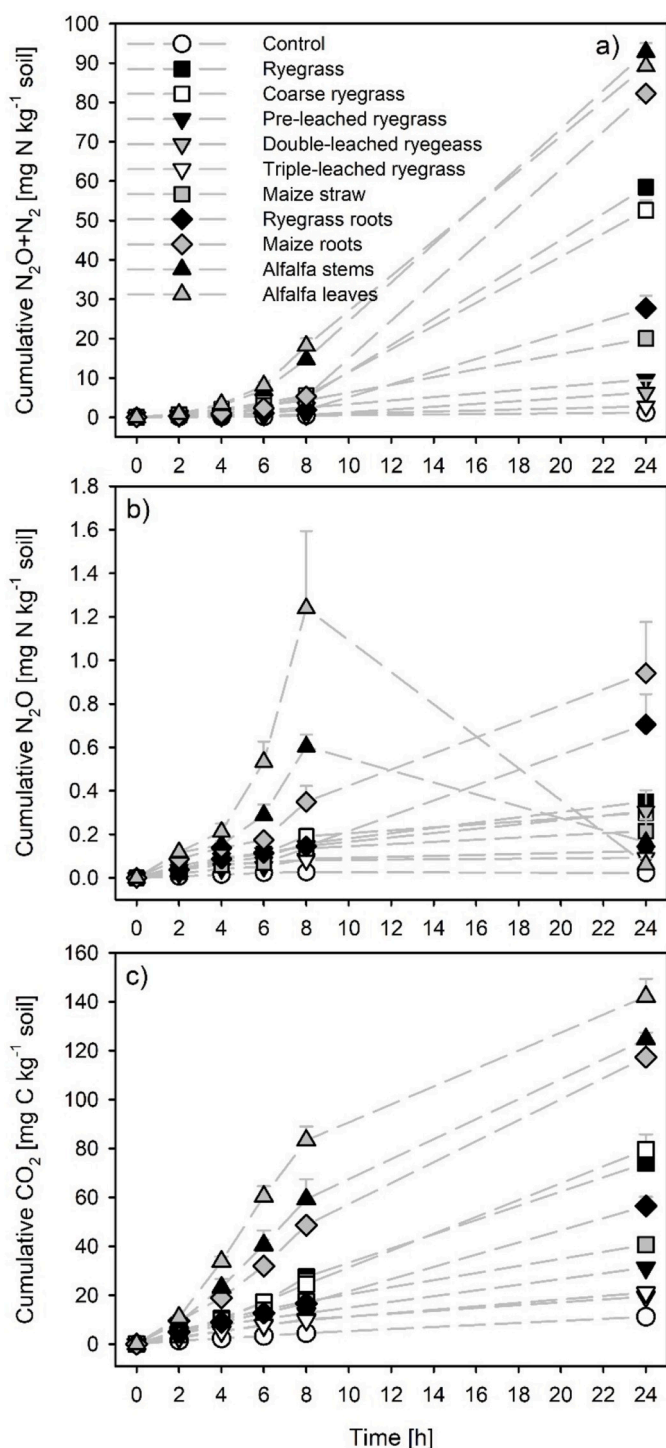 a)
Cumulative N₂O+N₂ [mg N kg⁻¹ soil]
100
90
80
70
60
50
40
30
20
10
0
Control
Ryegrass
Coarse ryegrass
Pre-leached ryegrass
Double-leached ryegeass
Triple-leached ryegrass
Maize straw
Ryegrass roots
Maize roots
Alfalfa stems
Alfalfa leaves
0 2 4 6 8 10 12 14 16 18 20 22 24
b)
Cumulative N₂O [mg N kg⁻¹ soil]
1.8
1.6
1.4
1.2
1.0
0.8
0.6
0.4
0.2
0.0
0 2 4 6 8 10 12 14 16 18 20 22 24
c)
Cumulative CO₂ [mg C kg⁻¹ soil]
160
140
120
100
80
60
40
20
0
0 2 4 6 8 10 12 14 16 18 20 22 24
Time [h]